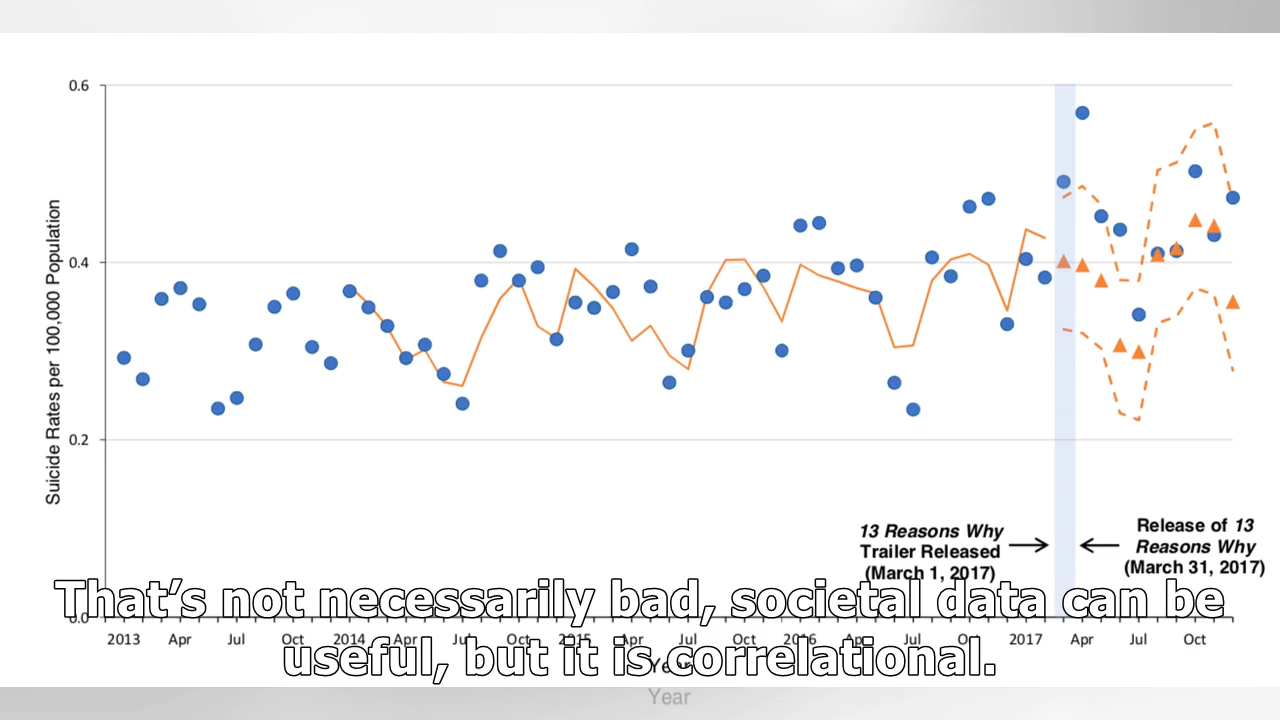 0.6
0.4
0.2
0.0
Suicide Rates per 100,000 Population
13 Reasons Why
Trailer Released
(March 1, 2017)
Release of 13
Reasons Why
(March 31, 2017)
2013 Apr Jul Oct 2014 Apr Jul Oct 2015 Apr Jul Oct 2016 Apr Jul Oct 2017 Apr Jul Oct
That's not necessarily bad, societal data can be
useful, but it is correlational.
Year
Year